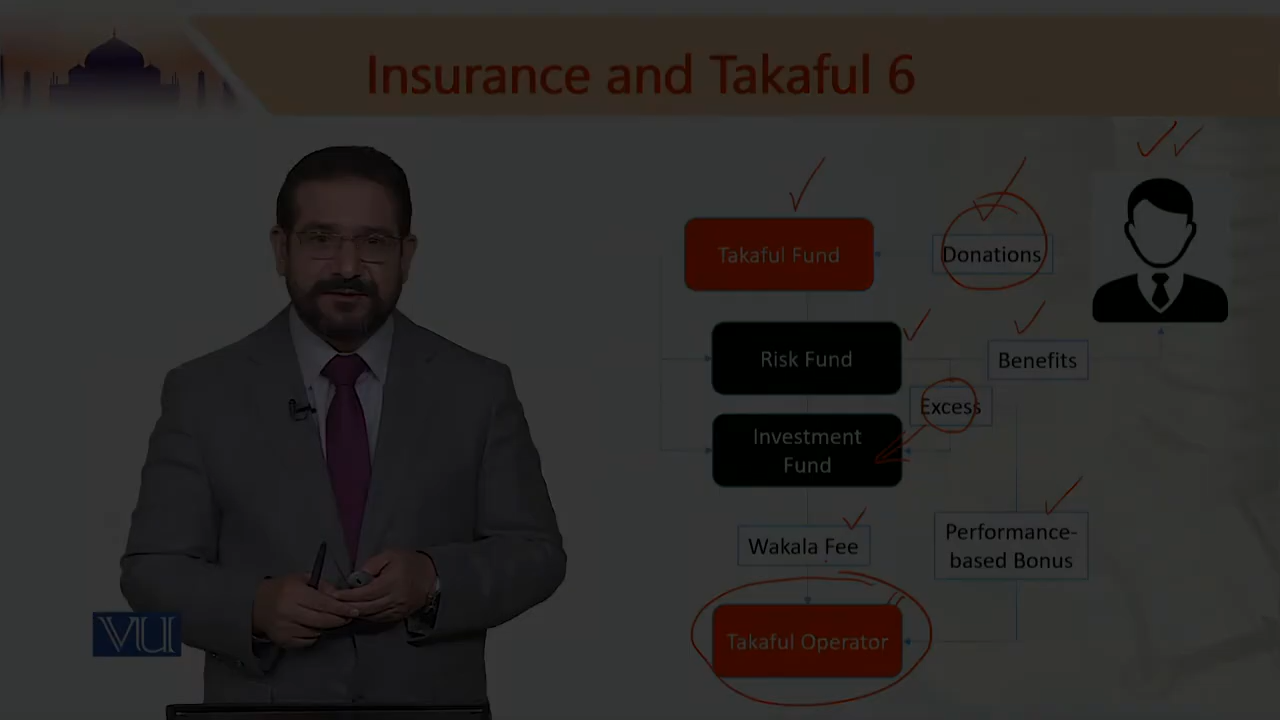 Insurance and Takaful 6
Takaful Fund
Donations
Risk Fund
Benefits
Excess
Investment
Fund
Wakala Fee
Performance-
based Bonus
Takaful Operator
VU